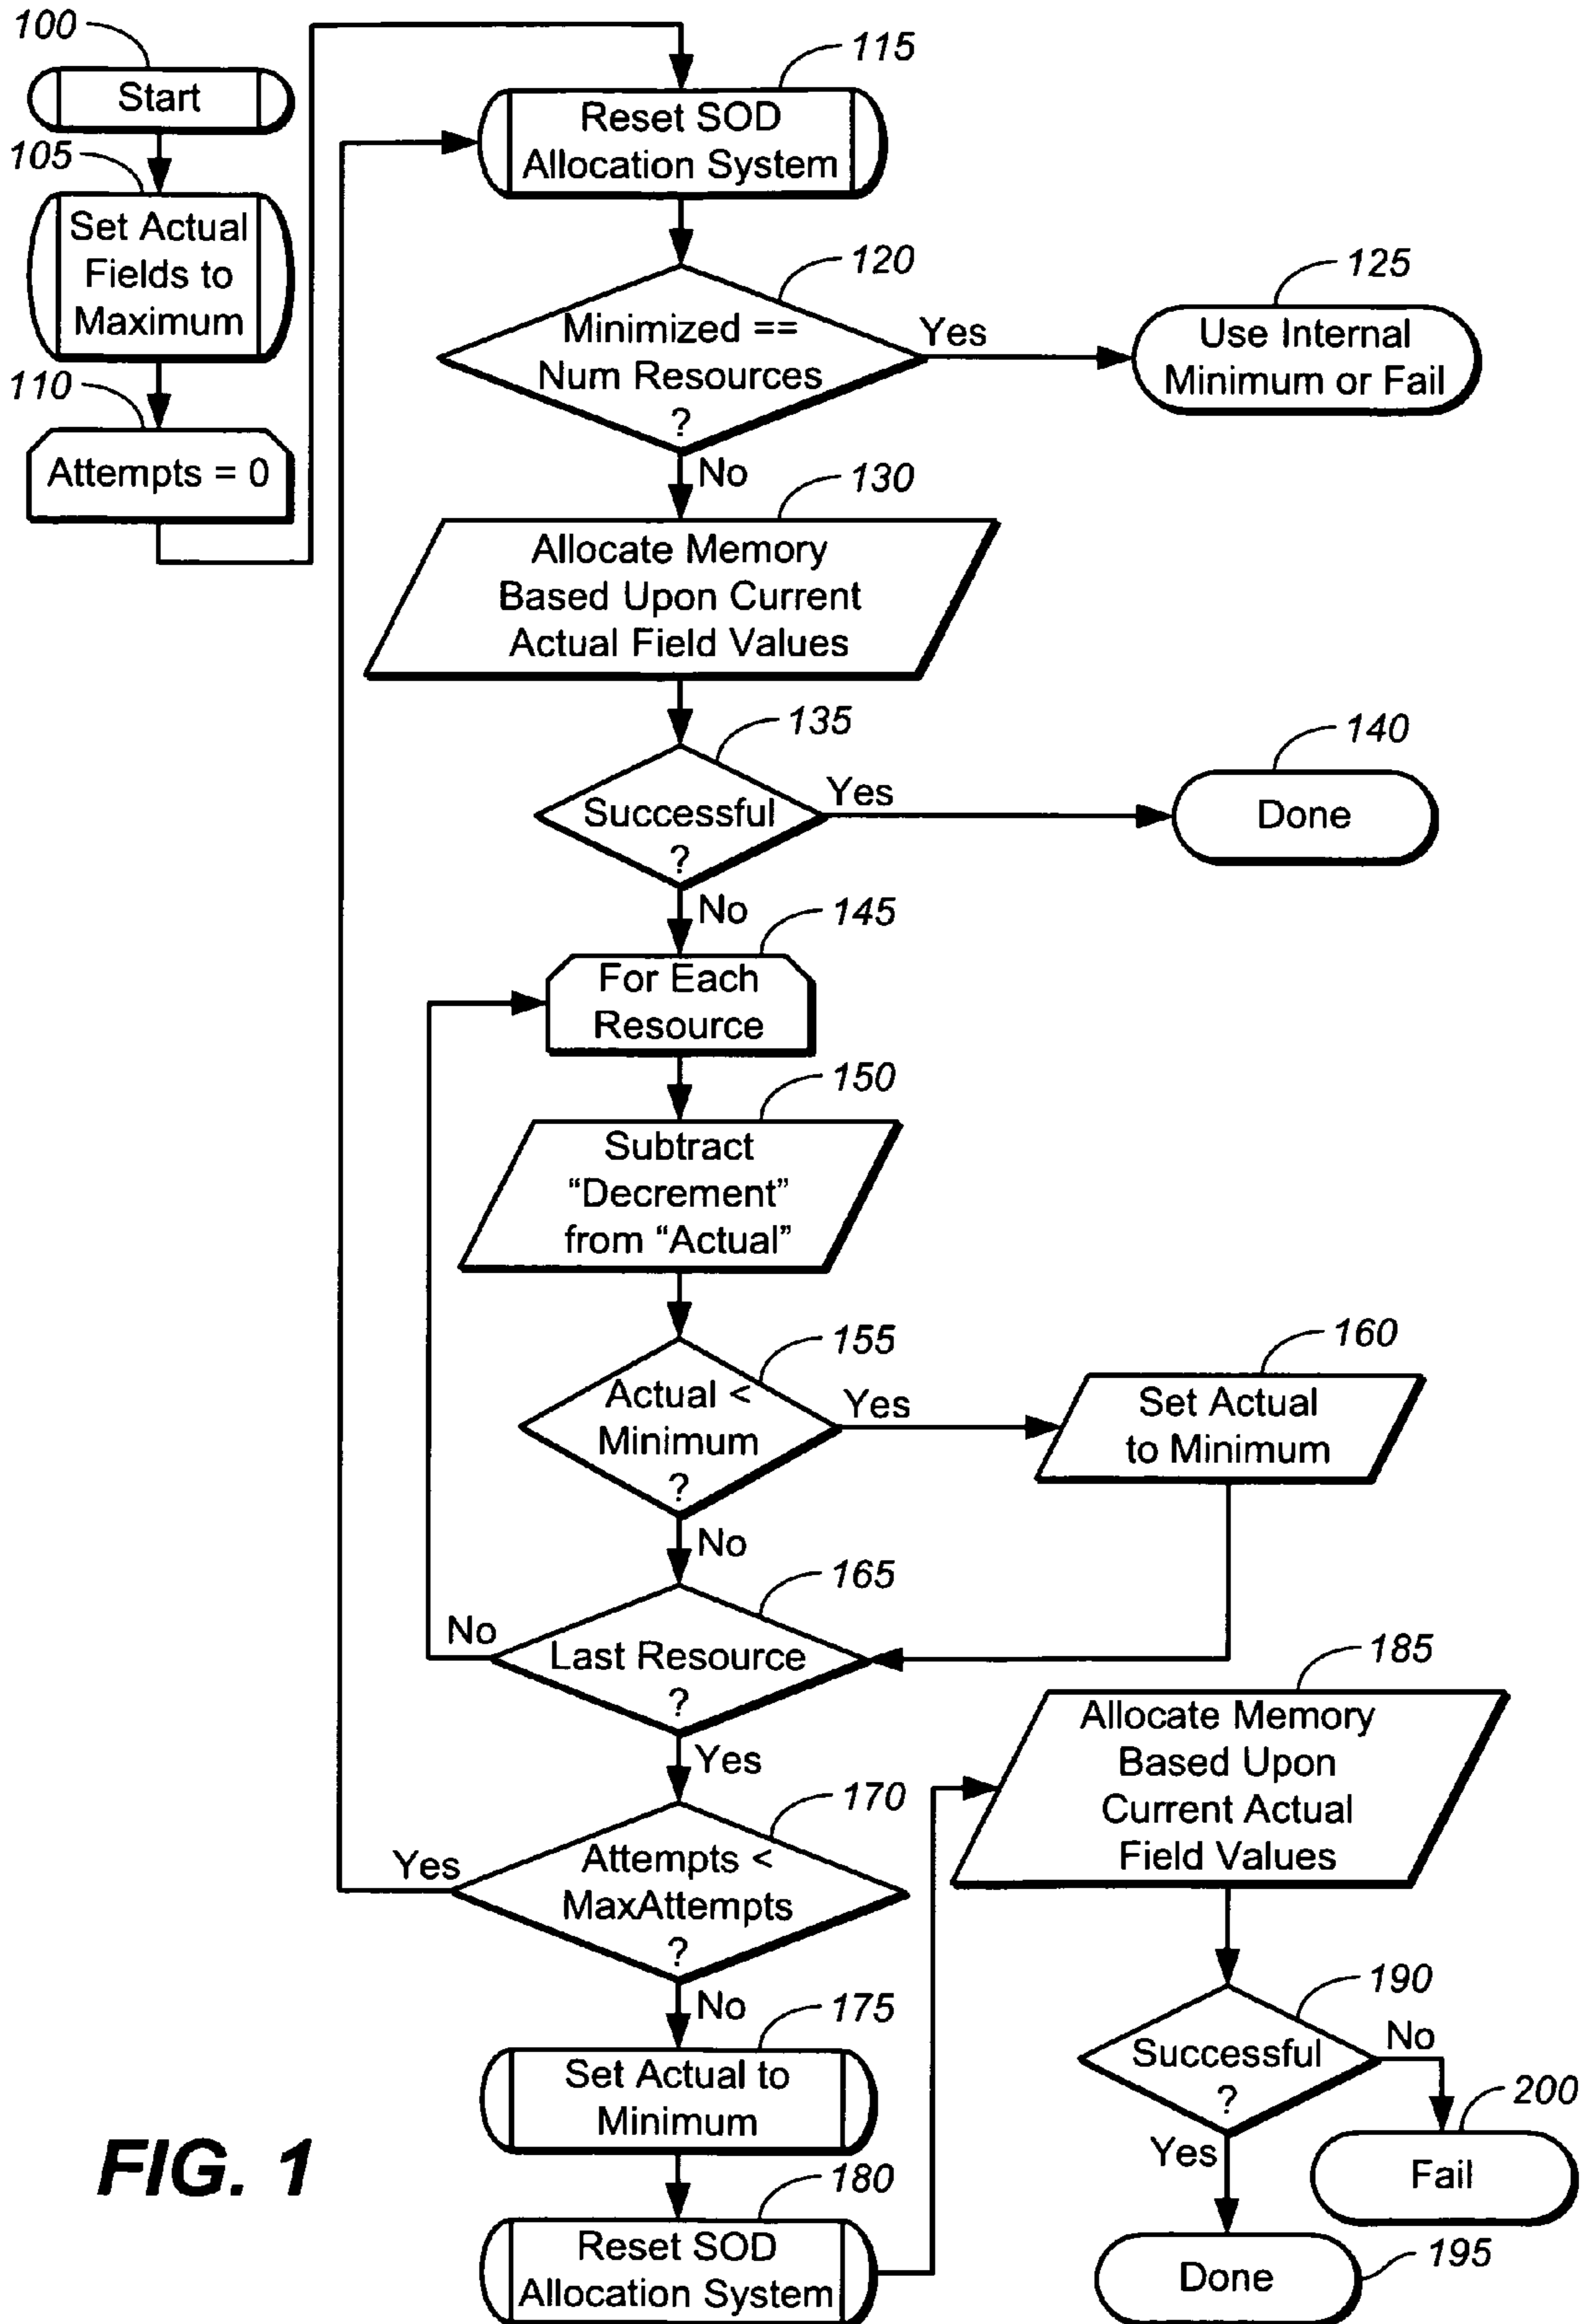 100
Start
105
Set Actual
Fields to
Maximum
110
Attempts = 0
115
Reset SOD
Allocation System
120
Minimized ==
Num Resources
?
Yes
125
Use Internal
Minimum or Fail
No
130
Allocate Memory
Based Upon Current
Actual Field Values
135
Successful
?
Yes
140
Done
No
145
For Each
Resource
150
Subtract
“Decrement”
from “Actual”
155
Actual <
Minimum
?
Yes
160
Set Actual
to Minimum
No
165
Last Resource
?
No
Yes
170
Attempts <
MaxAttempts
?
Yes
No
175
Set Actual to
Minimum
180
Reset SOD
Allocation System
185
Allocate Memory
Based Upon
Current Actual
Field Values
190
Successful
?
No
200
Fail
Yes
195
Done
FIG. 1